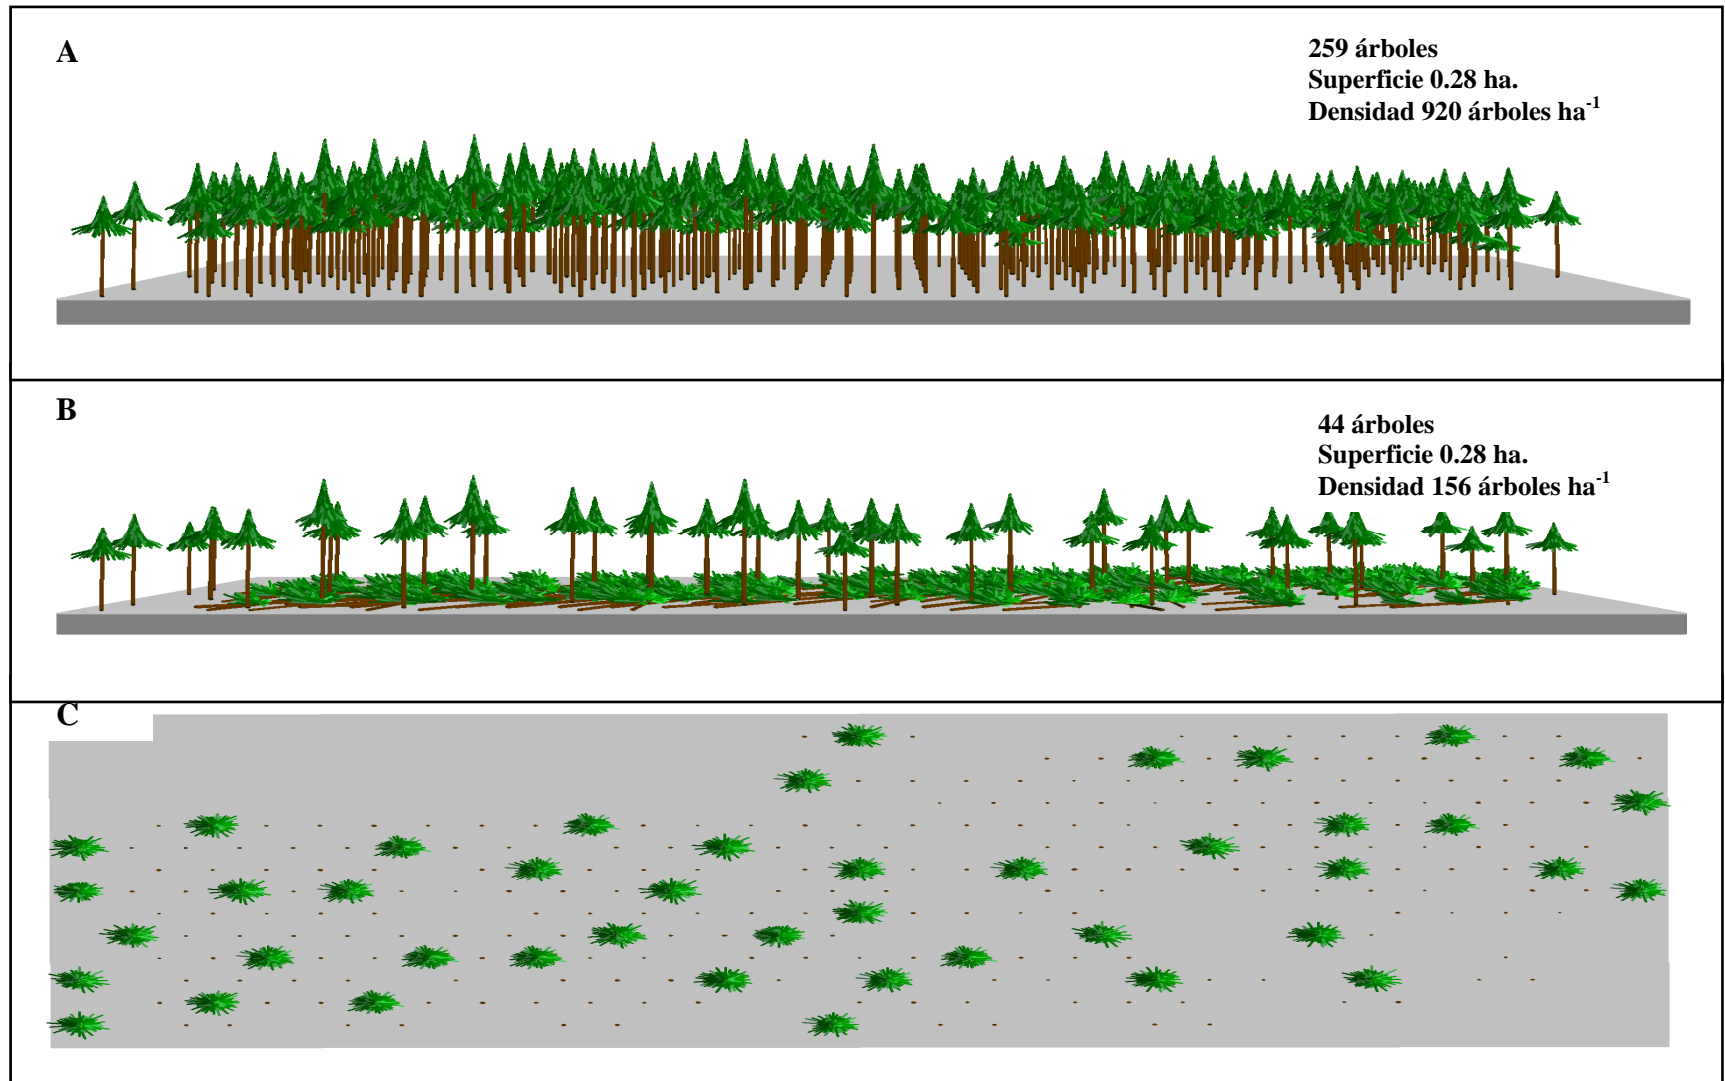 A
259 árboles
Superficie 0.28 ha.
Densidad 920 árboles ha⁻¹
B
44 árboles
Superficie 0.28 ha.
Densidad 156 árboles ha⁻¹
C